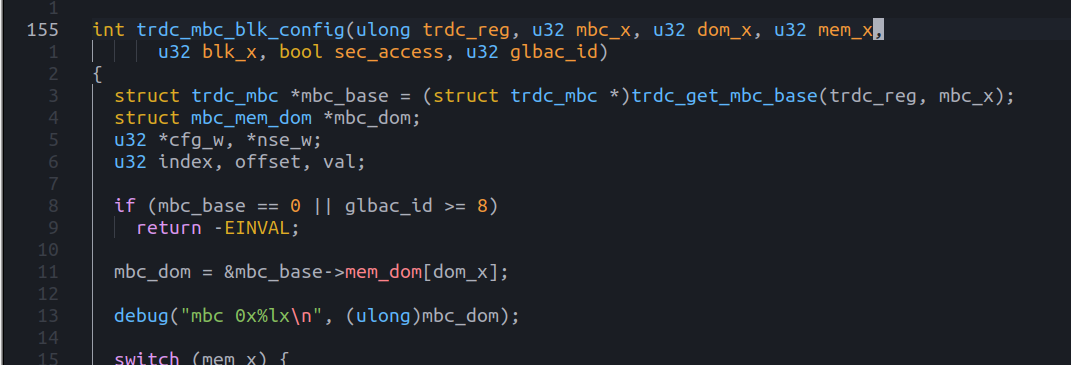 1
155 int trdc_mbc_blk_config(ulong trdc_reg, u32 mbc_x, u32 dom_x, u32 mem_x,
1 u32 blk_x, bool sec_access, u32 glbac_id)
2 {
3 struct trdc_mbc *mbc_base = (struct trdc_mbc *)trdc_get_mbc_base(trdc_reg, mbc_x);
4 struct mbc_mem_dom *mbc_dom;
5 u32 *cfg_w, *nse_w;
6 u32 index, offset, val;
7
8 if (mbc_base == 0 || glbac_id >= 8)
9 return -EINVAL;
10
11 mbc_dom = &mbc_base->mem_dom[dom_x];
12
13 debug("mbc 0x%lx\n", (ulong)mbc_dom);
14
15 switch (mem_x) {